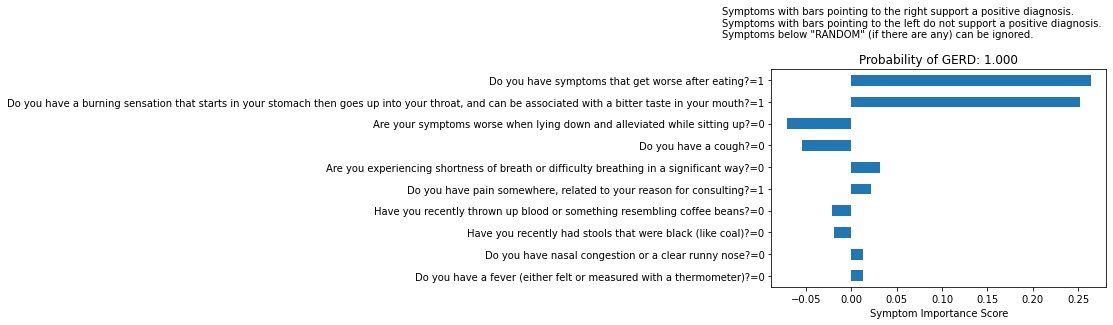 Symptoms with bars pointing to the right support a positive diagnosis.
Symptoms with bars pointing to the left do not support a positive diagnosis.
Symptoms below "RANDOM" (if there are any) can be ignored.
Probability of GERD: 1.000
Do you have symptoms that get worse after eating?=1
Do you have a burning sensation that starts in your stomach then goes up into your throat, and can be associated with a bitter taste in your mouth?=1
Are your symptoms worse when lying down and alleviated while sitting up?=0
Do you have a cough?=0
Are you experiencing shortness of breath or difficulty breathing in a significant way?=0
Do you have pain somewhere, related to your reason for consulting?=1
Have you recently thrown up blood or something resembling coffee beans?=0
Have you recently had stools that were black (like coal)?=0
Do you have nasal congestion or a clear runny nose?=0
Do you have a fever (either felt or measured with a thermometer)?=0
−0.05 0.00 0.05 0.10 0.15 0.20 0.25
Symptom Importance Score